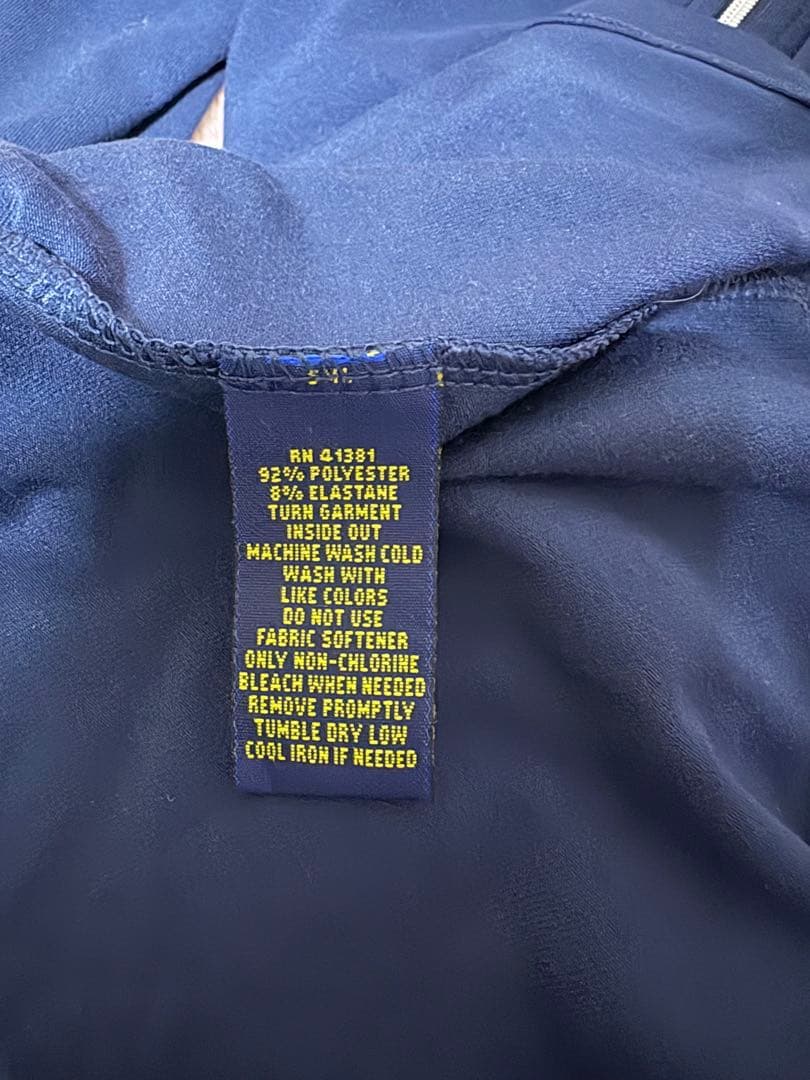 RN 41381
92% POLYESTER
8% ELASTANE
TURN GARMENT
INSIDE OUT
MACHINE WASH COLD
WASH WITH
LIKE COLORS
DO NOT USE
FABRIC SOFTENER
ONLY NON-CHLORINE
BLEACH WHEN NEEDED
REMOVE PROMPTLY
TUMBLE DRY LOW
COOL IRON IF NEEDED